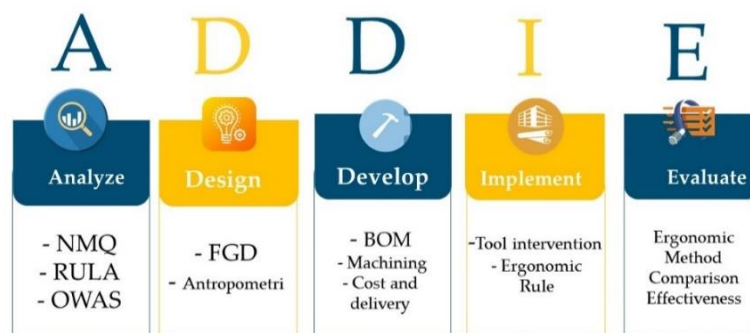 A
D
D
I
E
Analyze
Design
Develop
Implement
Evaluate
- NMQ
- RULA
- OWAS
- FGD
- Antropometri
- BOM
- Machining
- Cost and
delivery
-Tool intervention
- Ergonomic
Rule
Ergonomic
Method
Comparison
Effectiveness